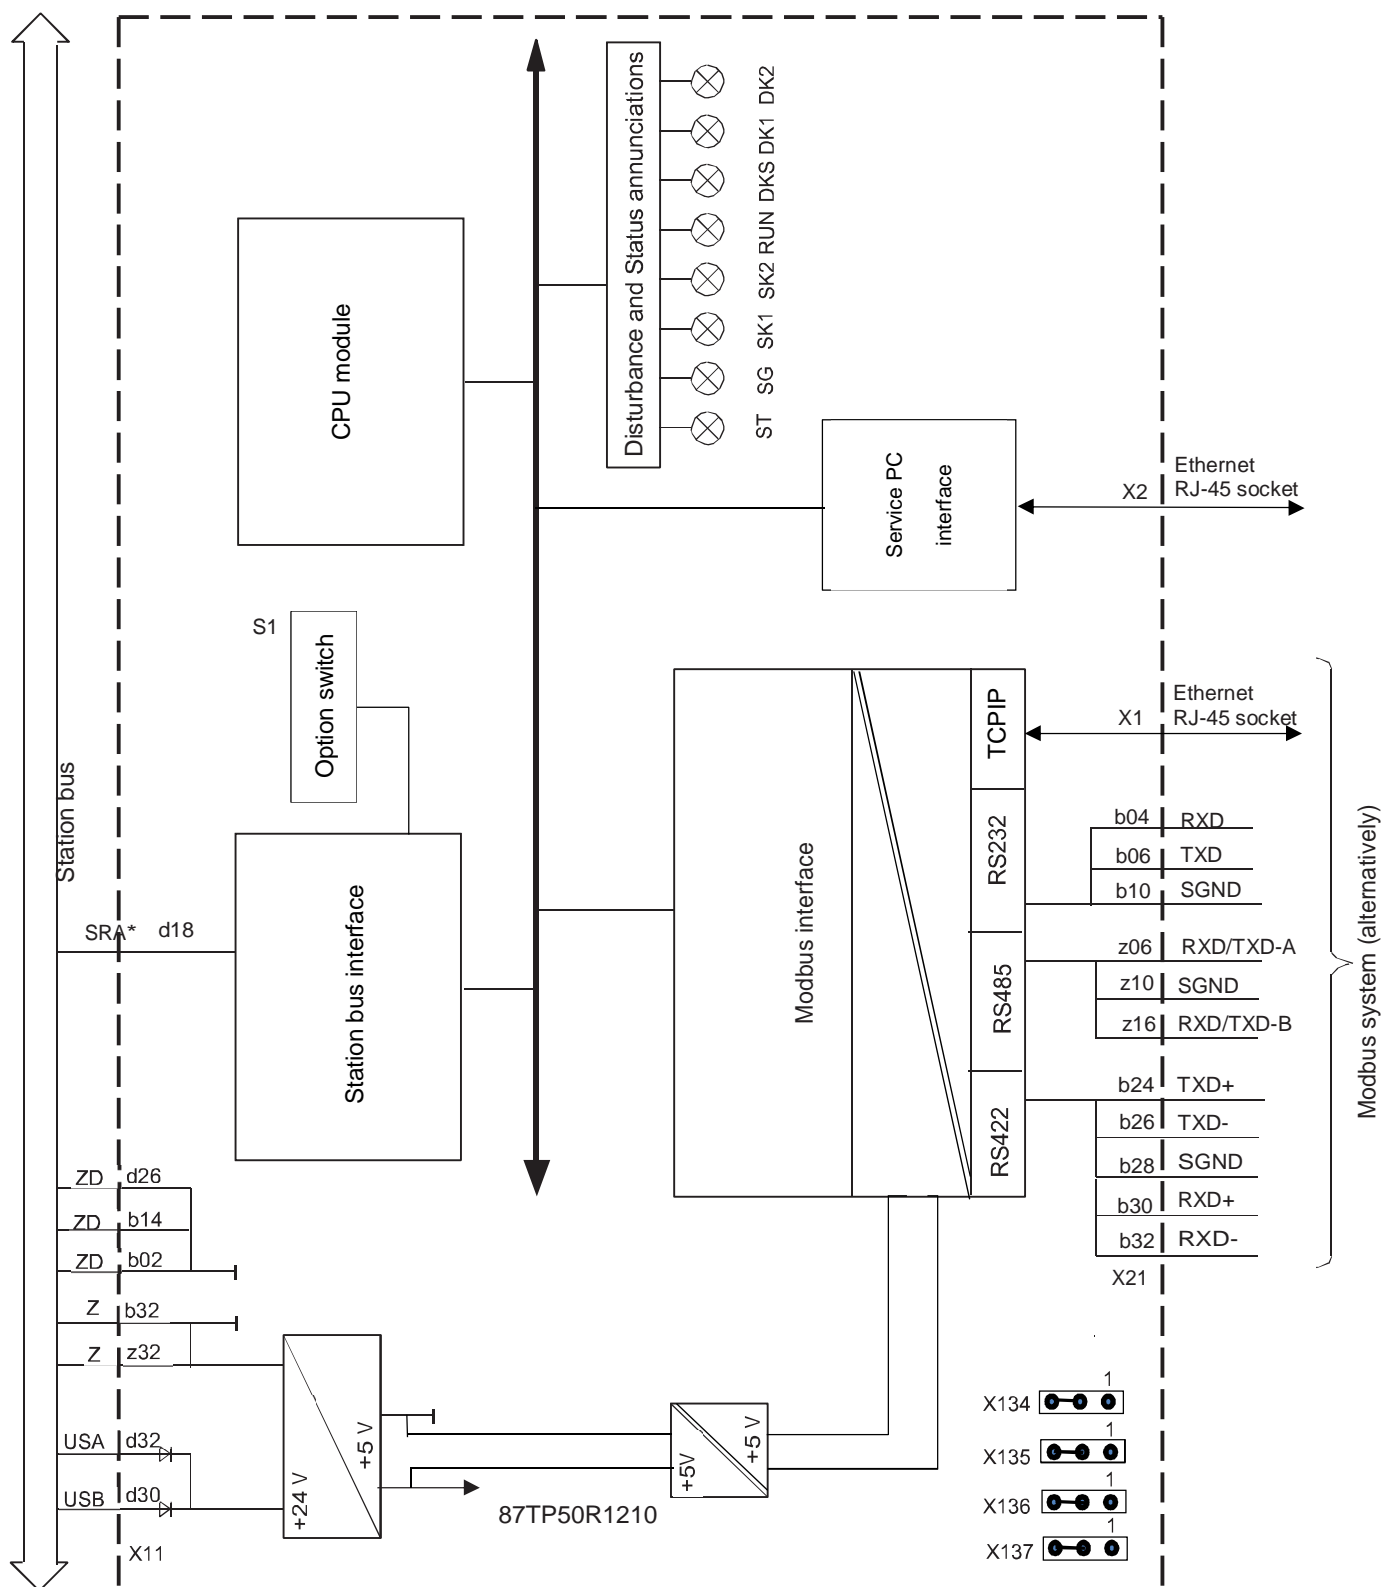 Disturbance and Status annunciations
DK2
DK1
DKS
RUN
SK2
SK1
SG
ST
CPU module
Service PC
interface
X2
Ethernet
RJ-45 socket
S1
Option switch
Station bus
SRA* d18
Station bus interface
Modbus interface
TCPIP
RS232
RS485
RS422
X1
Ethernet
RJ-45 socket
b04 RXD
b06 TXD
b10 SGND
z06 RXD/TXD-A
z10 SGND
z16 RXD/TXD-B
b24 TXD+
b26 TXD-
b28 SGND
b30 RXD+
b32 RXD-
X21
Modbus system (alternatively)
ZD d26
ZD b14
ZD b02
Z b32
Z z32
USA d32
USB d30
X11
+24 V
+5 V
+5V
+5 V
87TP50R1210
1
X134
1
X135
1
X136
1
X137